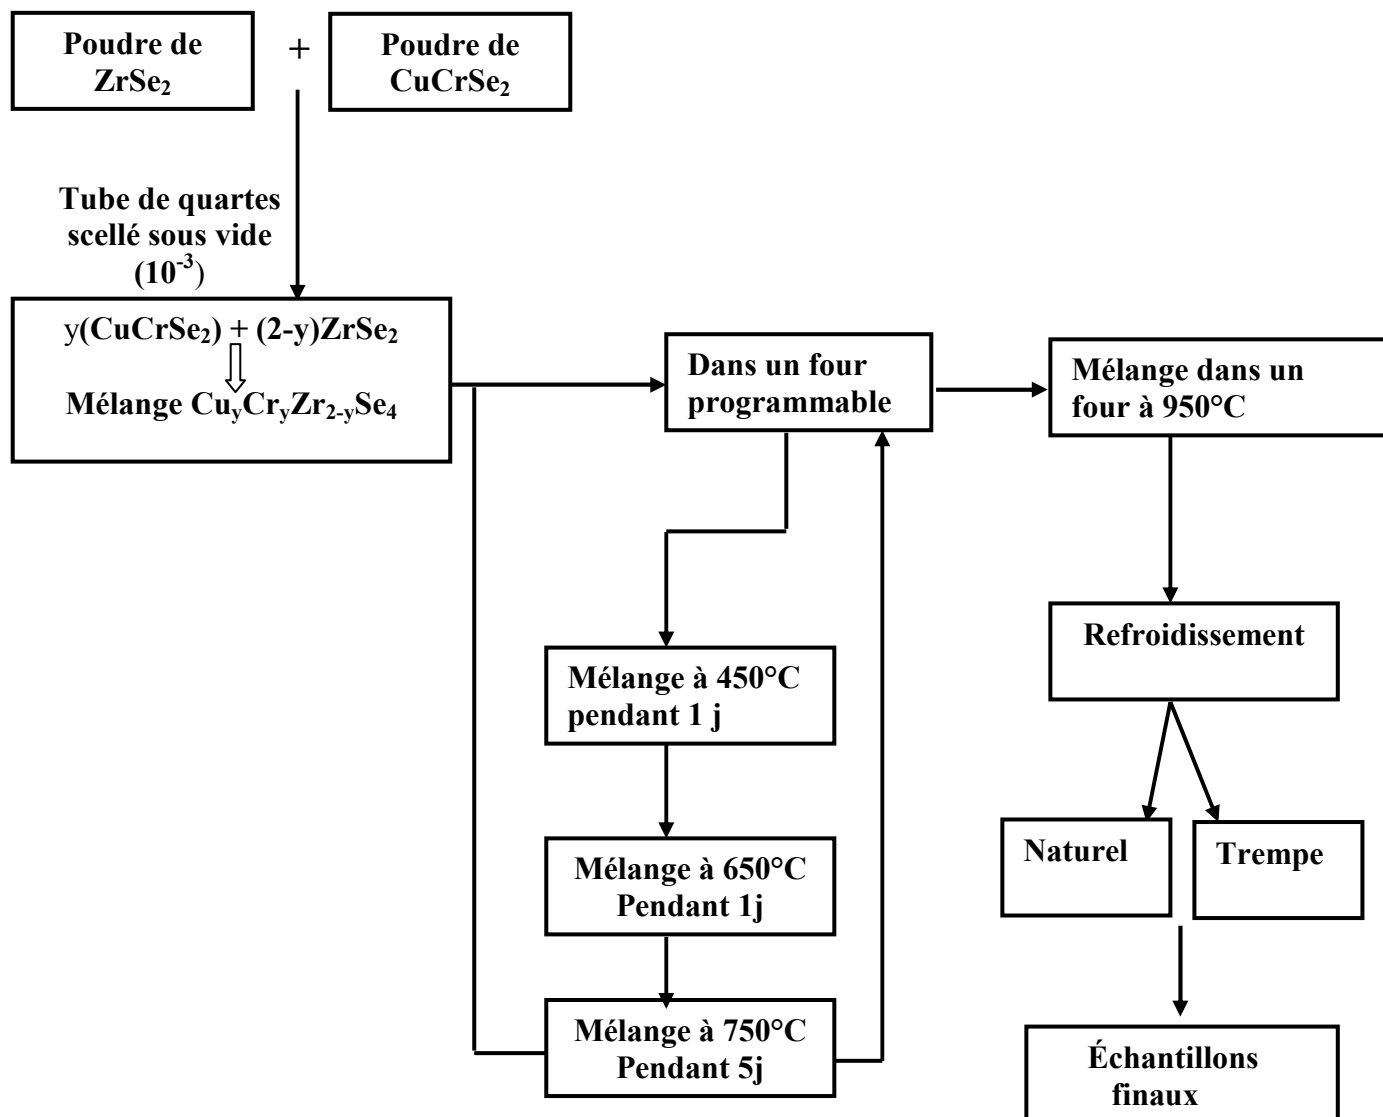 Poudre de
ZrSe₂
+
Poudre de
CuCrSe₂
Tube de quartes
scellé sous vide
(10⁻³)
y(CuCrSe₂) + (2-y)ZrSe₂
Mélange CuᵧCrᵧZr₂₋ᵧSe₄
Dans un four
programmable
Mélange dans un
four à 950°C
Mélange à 450°C
pendant 1 j
Mélange à 650°C
Pendant 1j
Mélange à 750°C
Pendant 5j
Refroidissement
Naturel
Trempe
Échantillons
finaux